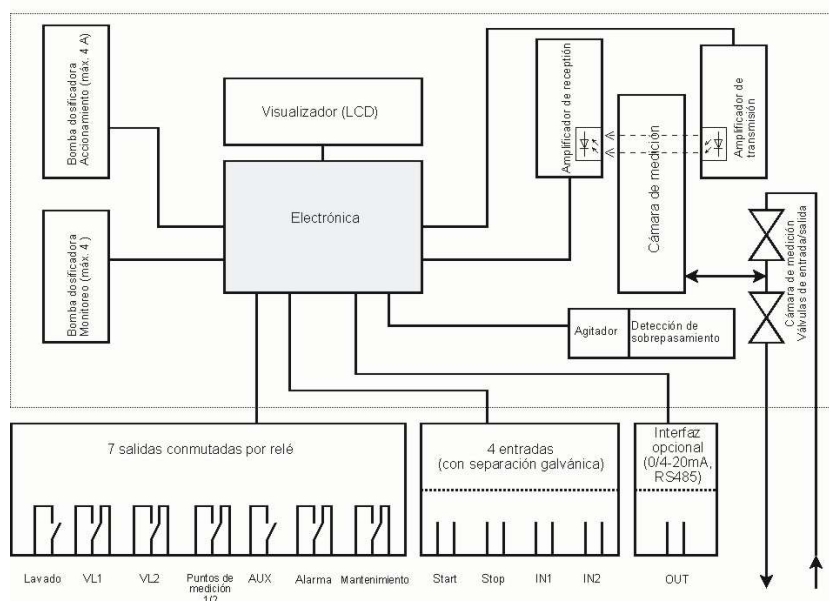 Bomba dosificadora
Accionamiento (máx. 4 A)
Visualizador (LCD)
Amplificador de recepción
Cámara de medición
Amplificador de
transmisión
Electrónica
Bomba dosificadora
Monitoreo (máx. 4 )
Cámara de medición
Válvulas de entrada/salida
Agitador
Detección de
sobrepasamiento
7 salidas conmutadas por relé
4 entradas
(con separación galvánica)
Interfaz
opcional
(0/4-20mA,
RS485)
Lavado
VL1
VL2
Puntos de
medición
1/2
AUX
Alarma
Mantenimiento
Start
Stop
IN1
IN2
OUT